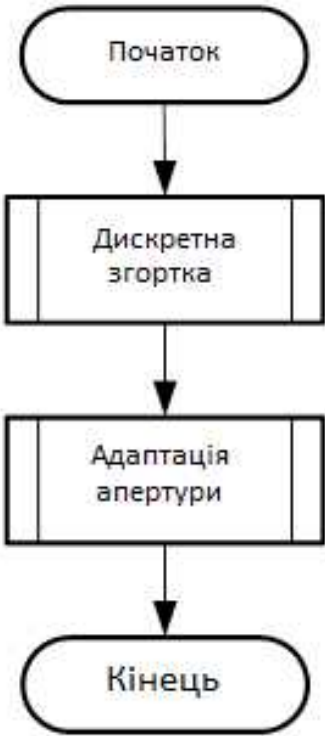 Початок
Дискретна
згортка
Адаптація
апертури
Кінець